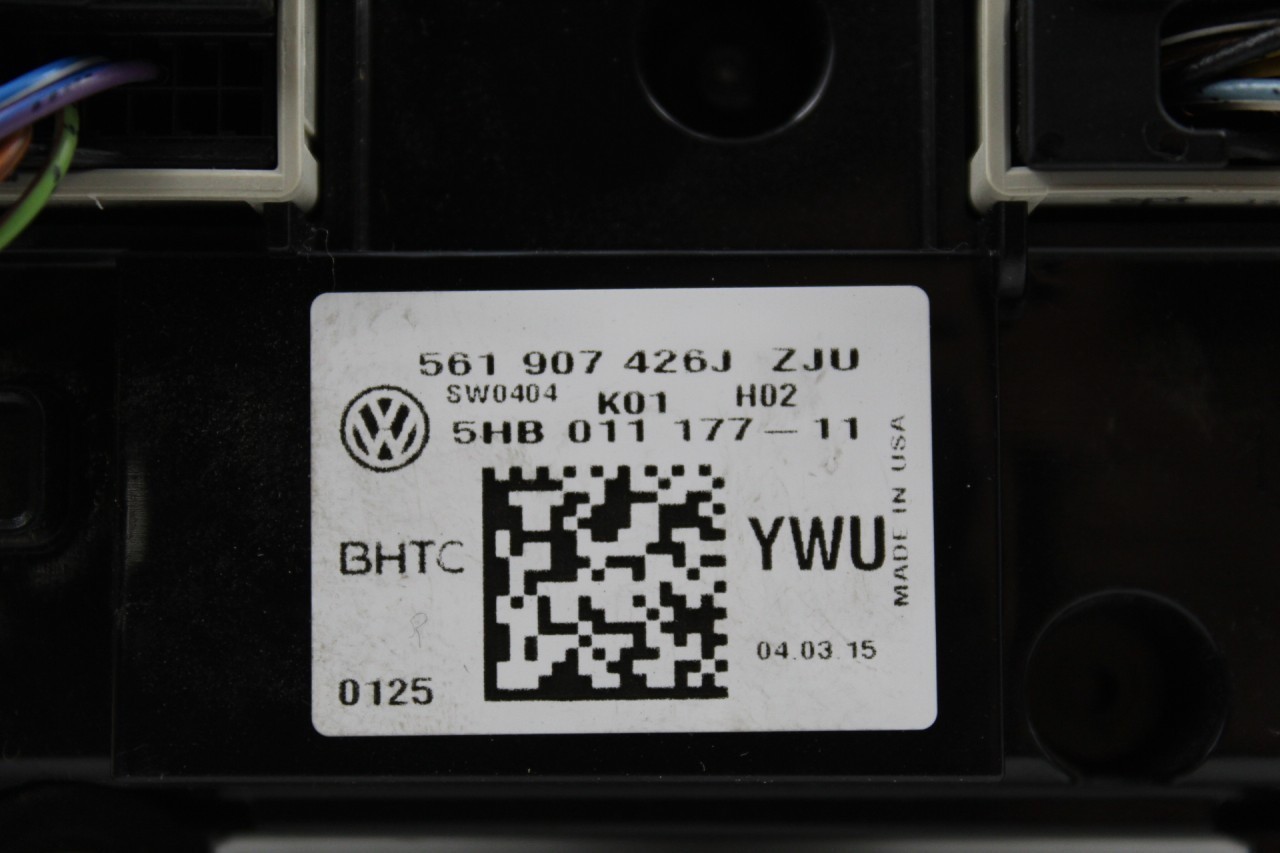 561 907 426J ZJU
SW0404 K01 H02
5HB 011 177-11
BHTC
YWU
MADE IN USA
04.03.15
0125